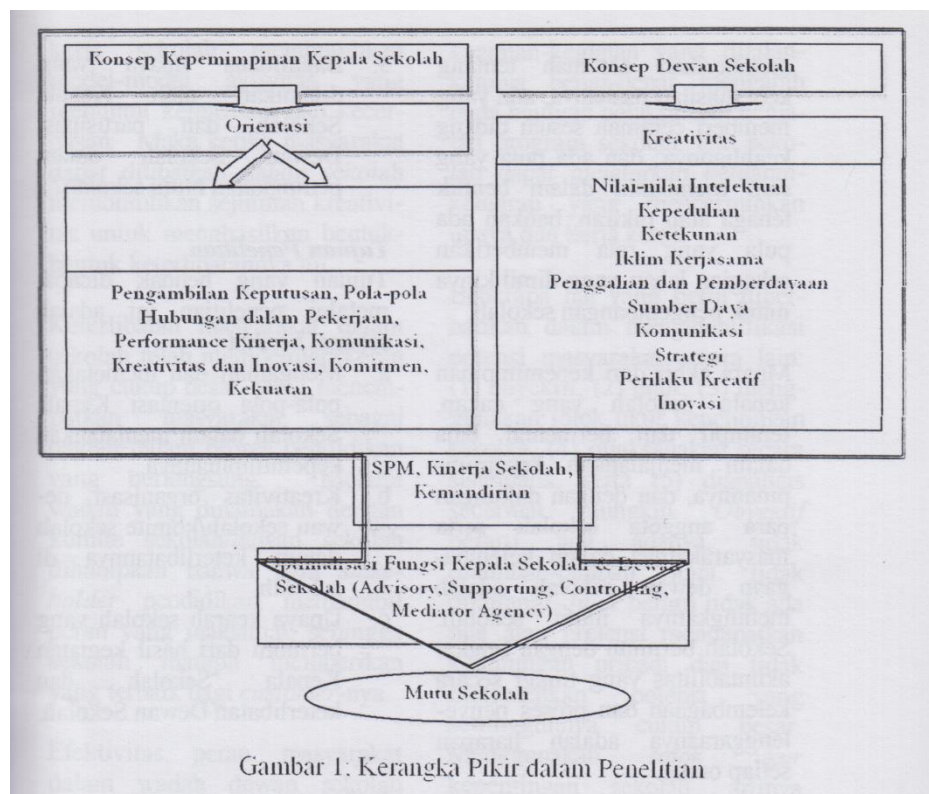 Konsep Kepemimpinan Kepala Sekolah
Orientasi
Pengambilan Keputusan, Pola-pola
Hubungan dalam Pekerjaan,
Performance Kinerja, Komunikasi,
Kreativitas dan Inovasi, Komitmen,
Kekuatan
Konsep Dewan Sekolah
Kreativitas
Nilai-nilai Intelektual
Kepedulian
Ketekunan
Iklim Kerjasama
Penggalian dan Pemberdayaan
Sumber Daya
Komunikasi
Strategi
Perilaku Kreatif
Inovasi
SPM, Kinerja Sekolah,
Kemandirian
Optimalisasi Fungsi Kepala Sekolah & Dewan
Sekolah (Advisory, Supporting, Controlling,
Mediator Agency)
Mutu Sekolah
Gambar 1. Kerangka Pikir dalam Penelitian